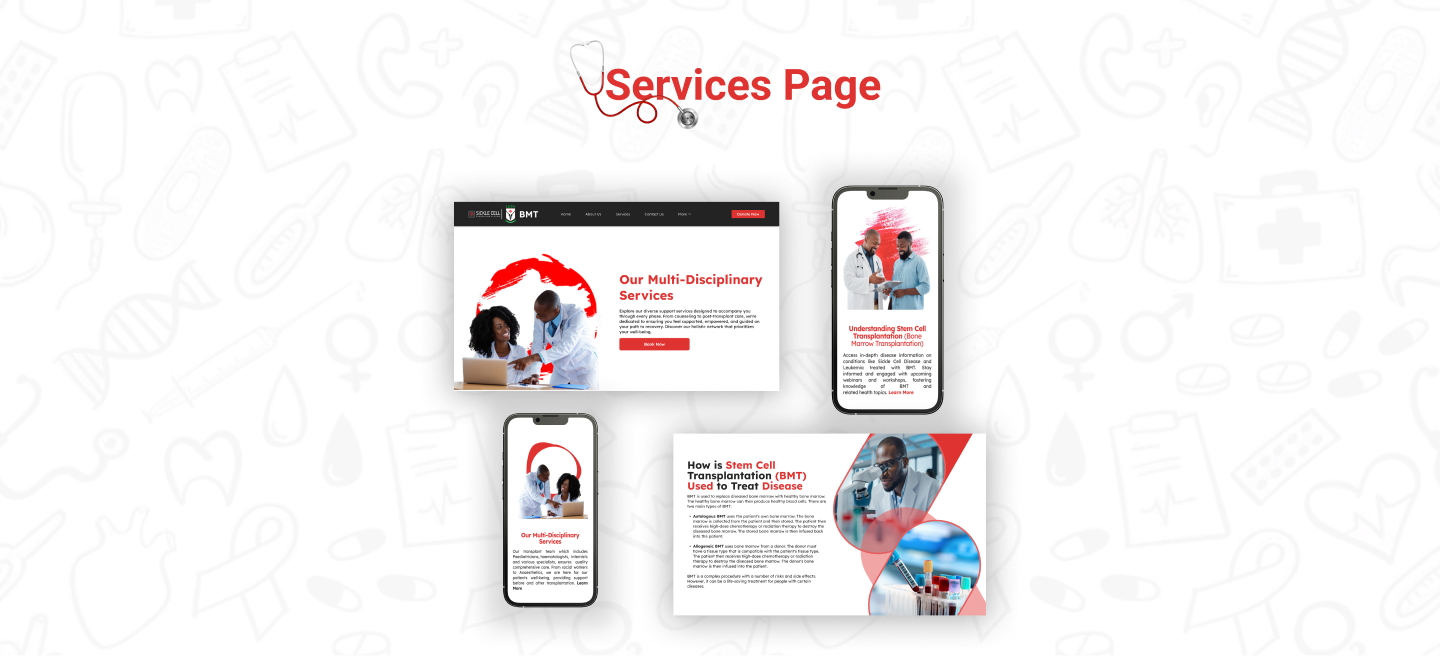 Services Page
SICKLE CELL
BMT
Home
About Us
Services
Contact Us
More
Donate Now
Our Multi-Disciplinary
Services
Explore our diverse support services designed to accompany you
through every phase. From counseling to post-transplant care, we're
dedicated to ensuring you feel supported, empowered, and guided on
your path to recovery. Discover our holistic network that prioritizes
your well-being.
Book Now
Understanding Stem Cell
Transplantation (Bone
Marrow Transplantation)
Access in-depth disease information on
conditions like Sickle Cell Disease and
Leukemia treated with BMT. Stay
informed and engaged with upcoming
webinars and workshops, fostering
knowledge of BMT and
related health topics. Learn More
Our Multi-Disciplinary
Services
Our transplant team which includes
Paediatricians, haematologists, internists
and various specialists, ensures quality
comprehensive care. From social workers
to Anaesthetics, we are here for our
patients well-being, providing support
before and after transplantation. Learn
More
How is Stem Cell
Transplantation (BMT)
Used to Treat Disease
BMT is used to replace diseased bone marrow with healthy bone marrow.
The healthy bone marrow can then produce healthy blood cells. There are
two main types of BMT:
• Autologous BMT uses the patient's own bone marrow. The bone
marrow is collected from the patient and then stored. The patient then
receives high-dose chemotherapy or radiation therapy to destroy the
diseased bone marrow. The stored bone marrow is then infused back
into the patient.
• Allogeneic BMT uses bone marrow from a donor. The donor must
have a tissue type that is compatible with the patient's tissue type.
The patient then receives high-dose chemotherapy or radiation
therapy to destroy the diseased bone marrow. The donor's bone
marrow is then infused into the patient.
BMT is a complex procedure with a number of risks and side effects.
However, it can be a life-saving treatment for people with certain
diseases.